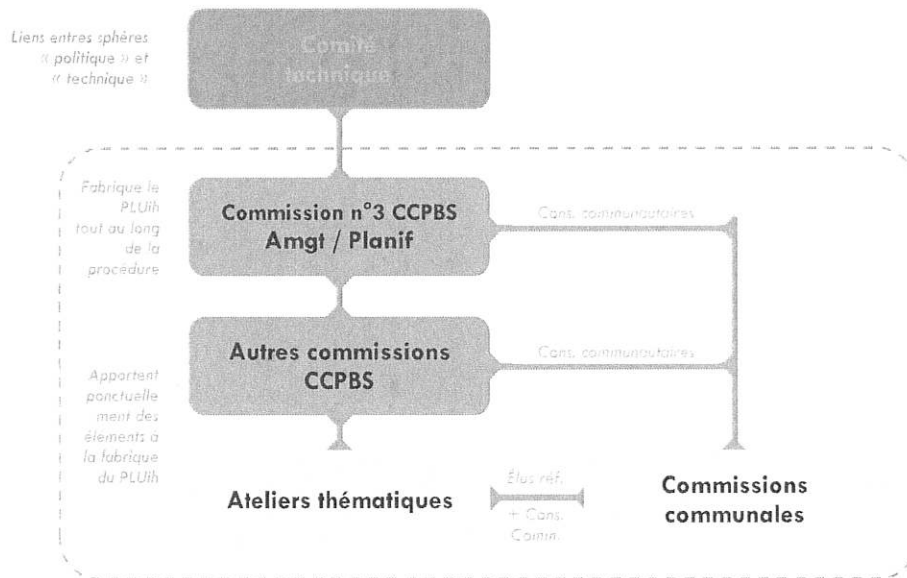 Liens entres sphères
« politique » et
« technique »
Comité
technique
Fabrique le
PLUih
tout au long
de la
procédure
Commission n°3 CCPBS
Amgt / Planif
Cons. communautaires
Autres commissions
CCPBS
Cons. communautaires
Apportent
ponctuelle
ment des
élements à
la fabrique
du PLUih
Ateliers thématiques
Élus réf.
+ Cons.
Comm.
Commissions
communales